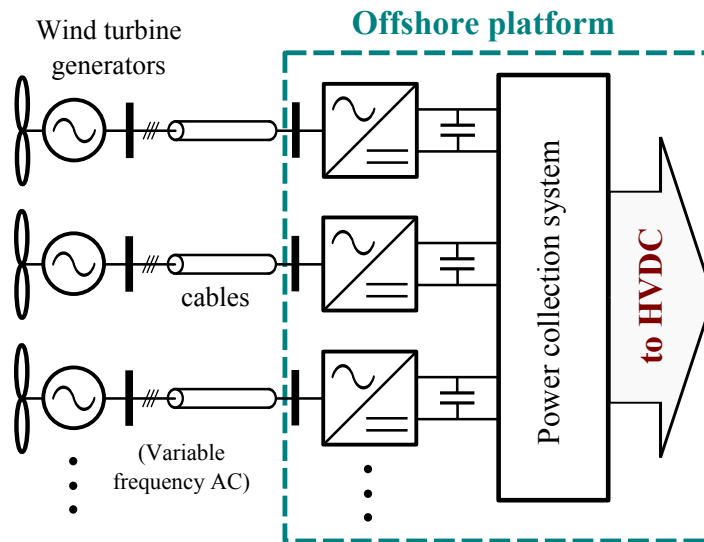 Offshore platform
Wind turbine
generators
cables
(Variable
frequency AC)
Power collection system
to HVDC